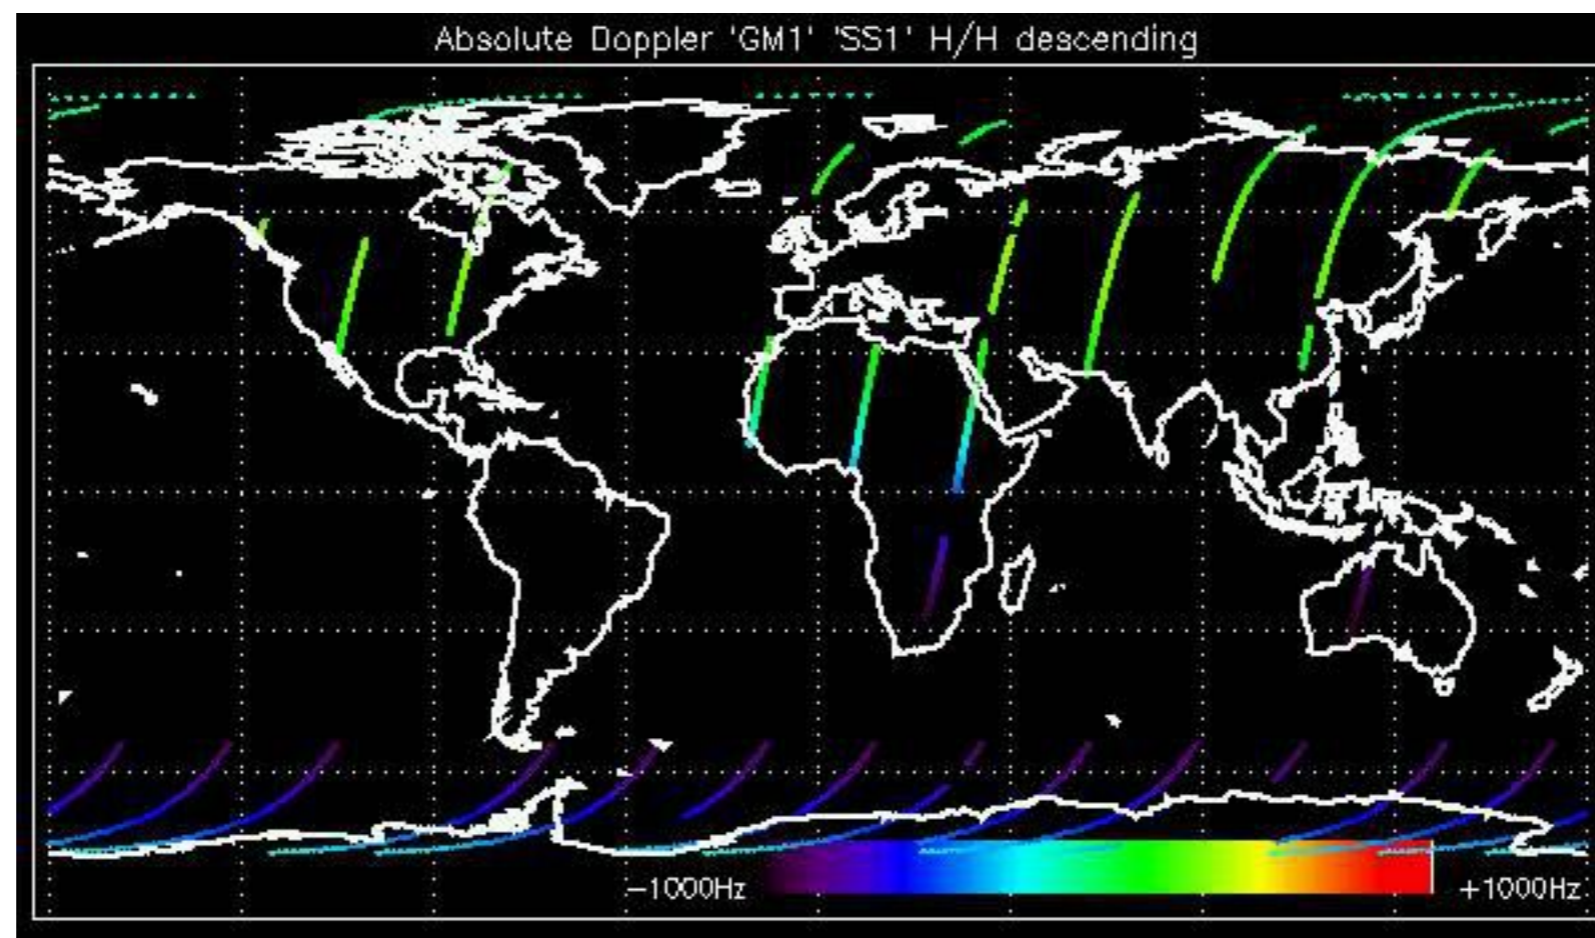 Absolute Doppler 'GM1' 'SS1' H/H descending
-1000Hz
+1000Hz